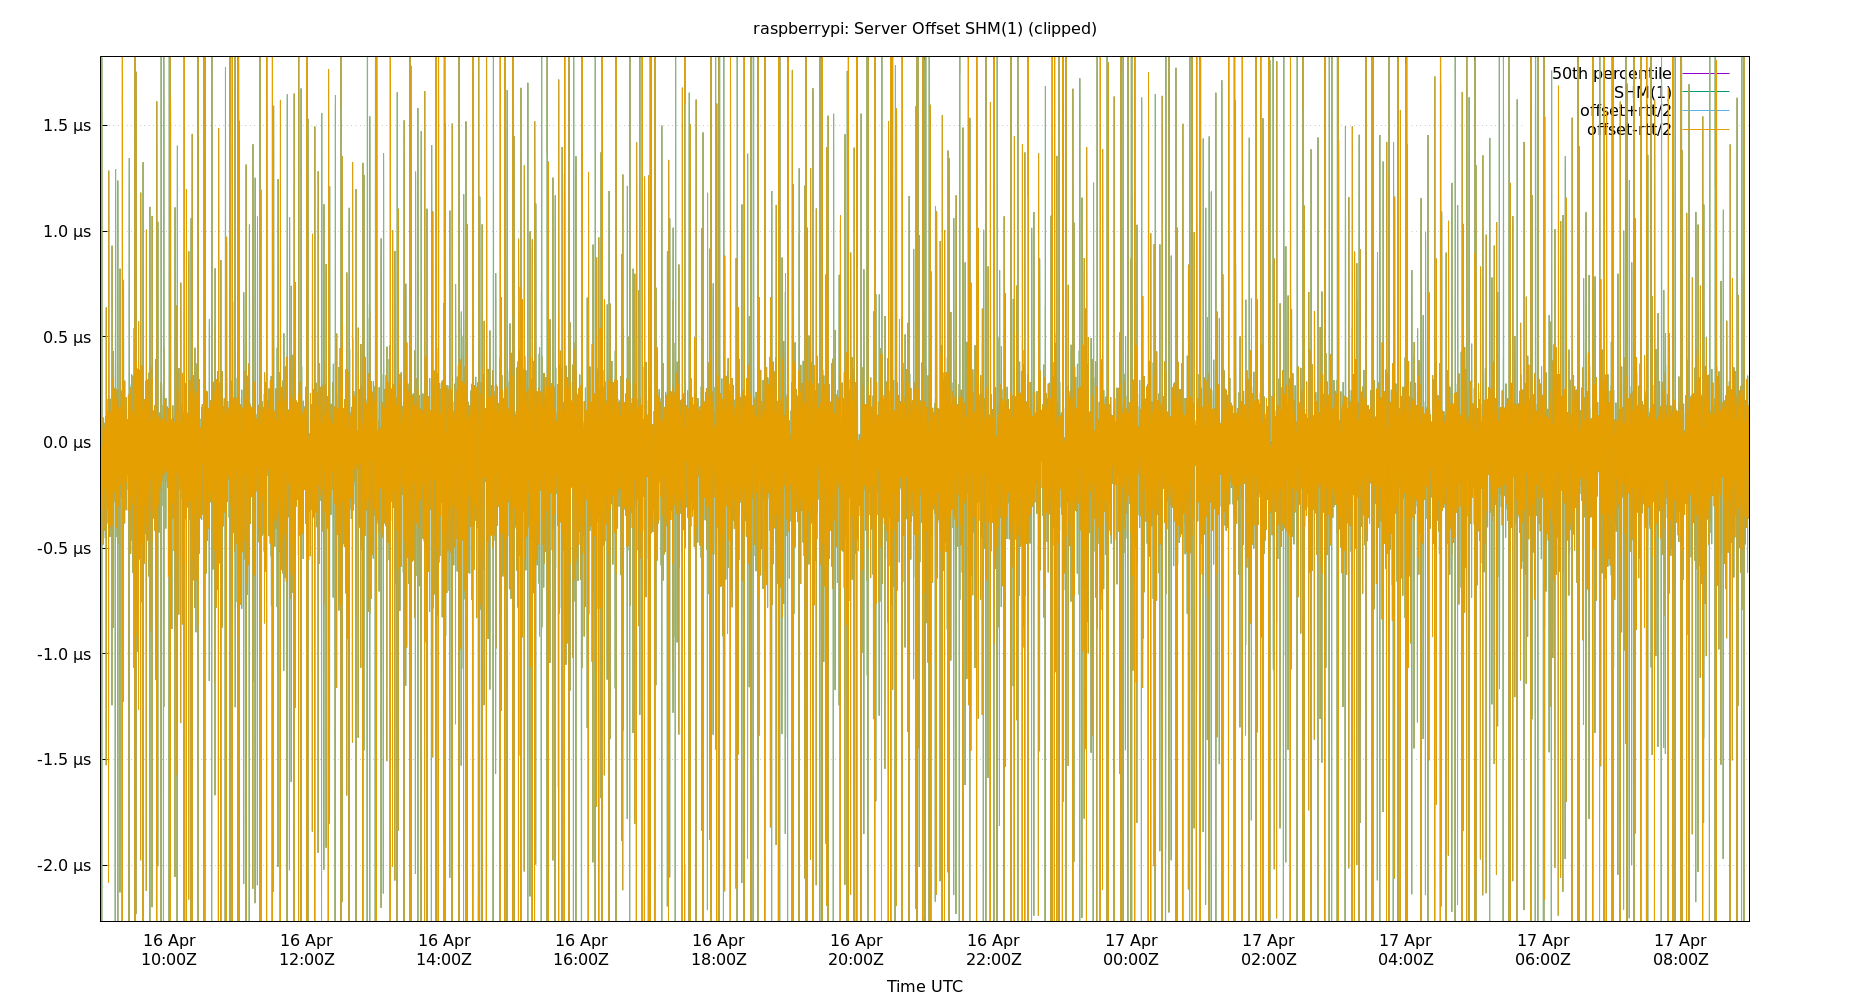 raspberrypi: Server Offset SHM(1) (clipped)
50th percentile
SHM(1)
offset+rtt/2
offset-rtt/2
1.5 µs
1.0 µs
0.5 µs
0.0 µs
-0.5 µs
-1.0 µs
-1.5 µs
-2.0 µs
16 Apr 16 Apr 16 Apr 16 Apr 16 Apr 16 Apr 16 Apr 17 Apr 17 Apr 17 Apr 17 Apr 17 Apr
10:00Z 12:00Z 14:00Z 16:00Z 18:00Z 20:00Z 22:00Z 00:00Z 02:00Z 04:00Z 06:00Z 08:00Z
Time UTC